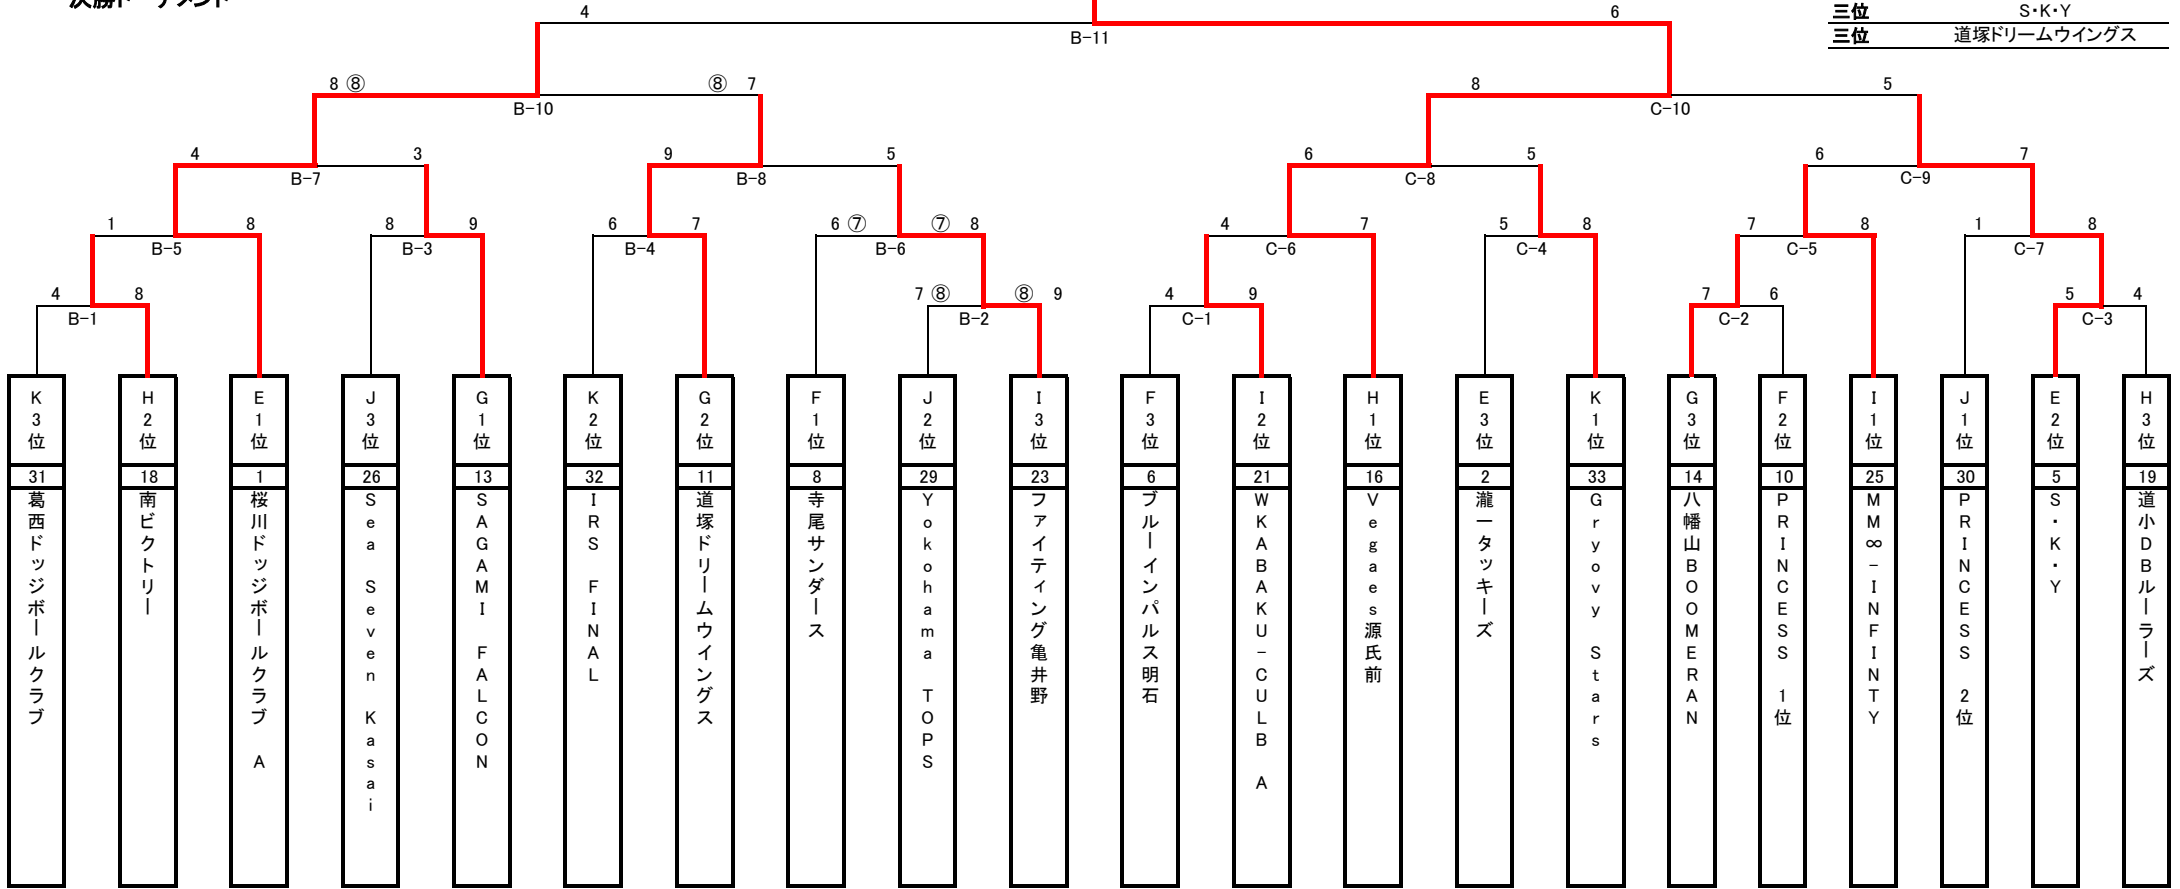 決勝トーナメント
三位 S・K・Y
三位 道塚ドリームウイングス
4 6
B-11
8 ⑧ ⑧ 7 8 5
B-10 C-10
4 3 9 5 6 5 6 7
B-7 B-8 C-8 C-9
1 8 8 9 6 7 6 ⑦ ⑦ 8 4 7 5 8 7 8 1 8
B-5 B-3 B-4 B-6 C-6 C-4 C-5 C-7
4 8 7 ⑧ ⑧ 9 4 9 7 6 5 4
B-1 B-2 C-1 C-2 C-3
K3位 31 葛西ドッジボールクラブ
H2位 18 南ビクトリー
E1位 1 桜川ドッジボールクラブ A
J3位 26 Sea Seven Kasai
G1位 13 SAGAMI FALCON
K2位 32 IRS FINAL
G2位 11 道塚ドリームウイングス
F1位 8 寺尾サンダース
J2位 29 Yokohama TOPS
I3位 23 ファイティング亀井野
F3位 6 ブルーインパルス明石
I2位 21 WKABAKU-CULB A
H1位 16 Vegaes源氏前
E3位 2 瀧一タッキーズ
K1位 33 Gryovy Stars
G3位 14 八幡山BOOMERAN
F2位 10 PRINCESS 1位
I1位 25 MM∞-INFINTY
J1位 30 PRINCESS 2位
E2位 5 S・K・Y
H3位 19 道小DBルーラーズ